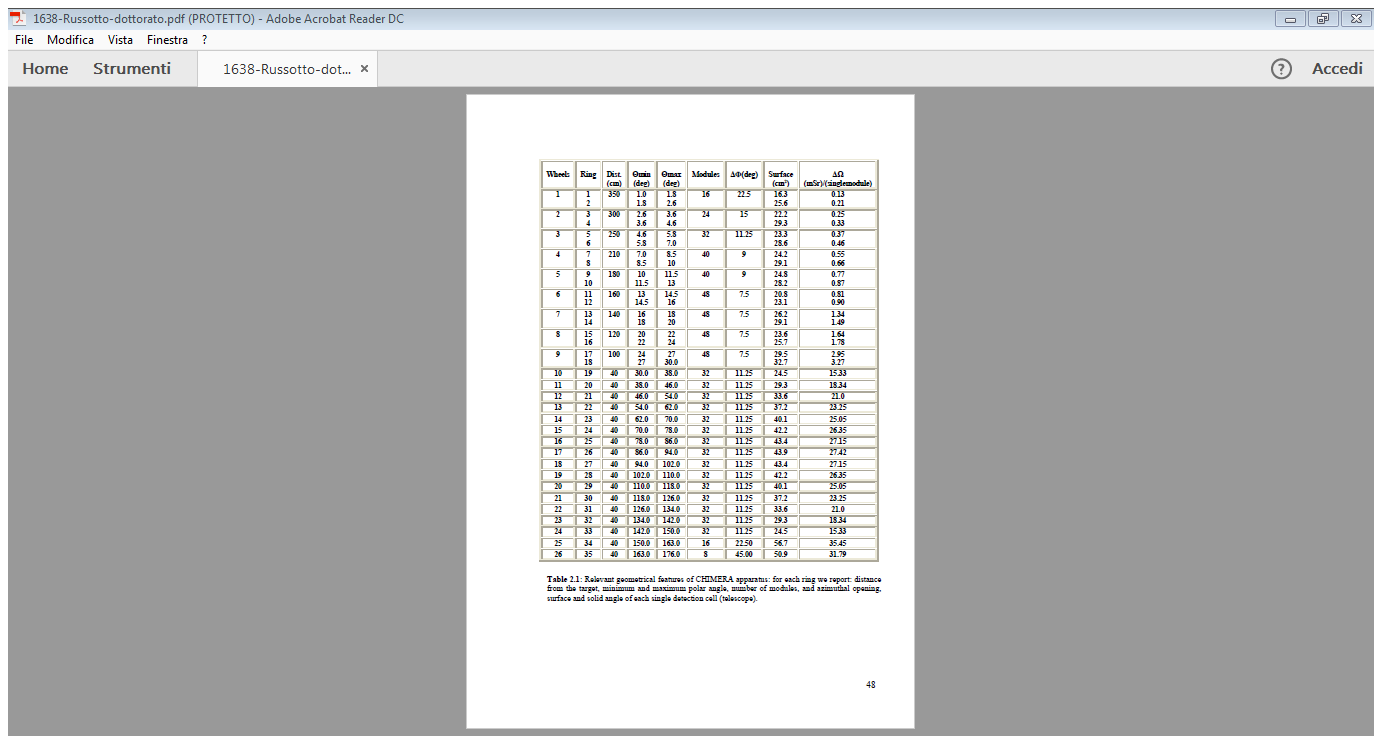 1638-Russotto-dottorato.pdf (PROTETTO) - Adobe Acrobat Reader DC
File Modifica Vista Finestra ?
Home Strumenti 1638-Russotto-dot... × ? Accedi
Wheels Ring Dist. Θmin Θmax Modules ΔΦ(deg) Surface ΔΩ
(cm) (deg) (deg) (cm²) (mSr)/(singlemodule)
1 1 350 1.0 1.8 16 22.5 16.3 0.13
2 1.8 2.6 25.6 0.21
2 3 300 2.6 3.6 24 15 22.2 0.25
4 3.6 4.6 29.3 0.33
3 5 250 4.6 5.8 32 11.25 23.3 0.37
6 5.8 7.0 28.6 0.46
4 7 210 7.0 8.5 40 9 24.2 0.55
8 8.5 10 29.1 0.66
5 9 180 10 11.5 40 9 24.8 0.77
10 11.5 13 28.2 0.87
6 11 160 13 14.5 48 7.5 20.8 0.81
12 14.5 16 23.1 0.90
7 13 140 16 18 48 7.5 26.2 1.34
14 18 20 29.1 1.49
8 15 120 20 22 48 7.5 23.6 1.64
16 22 24 25.7 1.78
9 17 100 24 27 48 7.5 29.5 2.95
18 27 30.0 32.7 3.27
10 19 40 30.0 38.0 32 11.25 24.5 15.33
11 20 40 38.0 46.0 32 11.25 29.3 18.34
12 21 40 46.0 54.0 32 11.25 33.6 21.0
13 22 40 54.0 62.0 32 11.25 37.2 23.25
14 23 40 62.0 70.0 32 11.25 40.1 25.05
15 24 40 70.0 78.0 32 11.25 42.2 26.35
16 25 40 78.0 86.0 32 11.25 43.4 27.15
17 26 40 86.0 94.0 32 11.25 43.9 27.42
18 27 40 94.0 102.0 32 11.25 43.4 27.15
19 28 40 102.0 110.0 32 11.25 42.2 26.35
20 29 40 110.0 118.0 32 11.25 40.1 25.05
21 30 40 118.0 126.0 32 11.25 37.2 23.25
22 31 40 126.0 134.0 32 11.25 33.6 21.0
23 32 40 134.0 142.0 32 11.25 29.3 18.34
24 33 40 142.0 150.0 32 11.25 24.5 15.33
25 34 40 150.0 163.0 16 22.50 56.7 35.45
26 35 40 163.0 176.0 8 45.00 50.9 31.79
Table 2.1: Relevant geometrical features of CHIMERA apparatus: for each ring we report: distance
from the target, minimum and maximum polar angle, number of modules, and azimuthal opening,
surface and solid angle of each single detection cell (telescope).
48